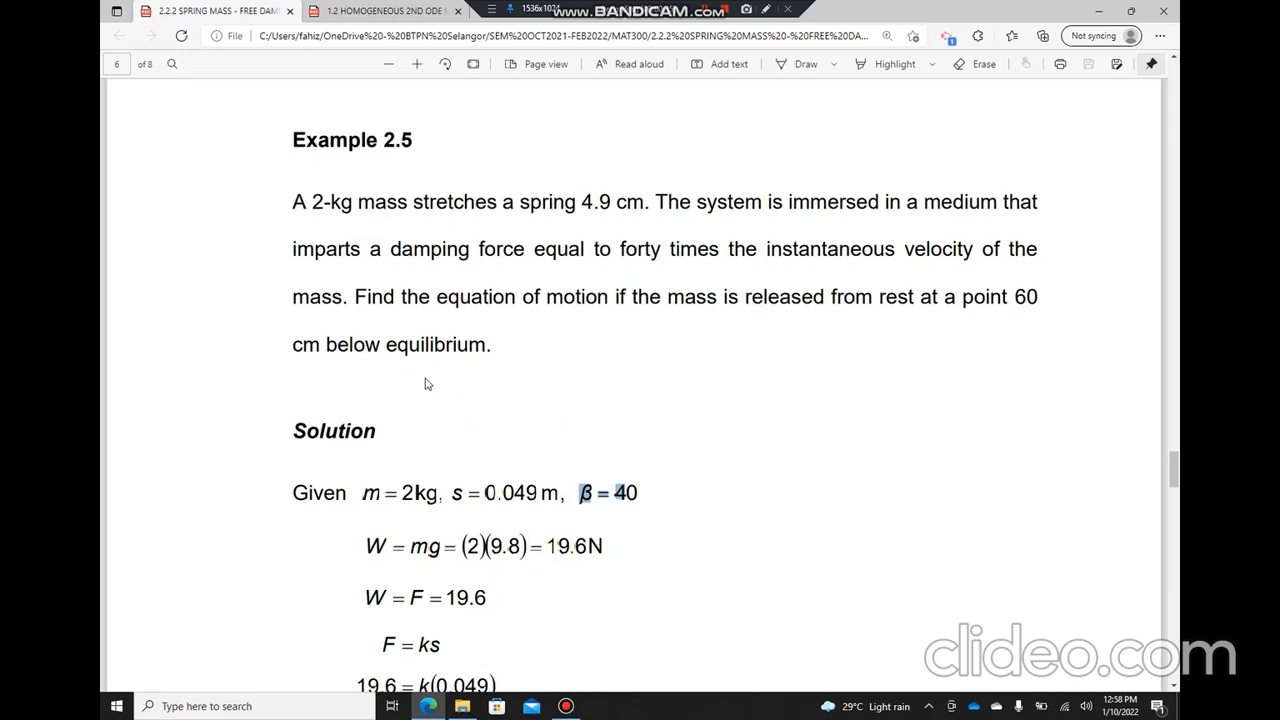 2.2.2 SPRING MASS - FREE DAM
1.2 HOMOGENEOUS 2ND ODE
1536x102
www.BANDICAM.com
File
C:/Users/fahiz/OneDrive%20-%20BTPN%20Selangor/SEM%20OCT2021-FEB2022/MAT300/2.2.2%20SPRING%20MASS%20-%20FREE%20DA...
Not syncing
6 of 8
Page view
Read aloud
Add text
Draw
Highlight
Erase
Example 2.5
A 2-kg mass stretches a spring 4.9 cm. The system is immersed in a medium that
imparts a damping force equal to forty times the instantaneous velocity of the
mass. Find the equation of motion if the mass is released from rest at a point 60
cm below equilibrium.
Solution
Given m = 2kg, s = 0.049 m, β = 40
W = mg = (2)(9.8) = 19.6N
W = F = 19.6
F = ks
19.6 = k(0.049)
clideo.com
Type here to search
29°C Light rain
12:58 PM
1/10/2022